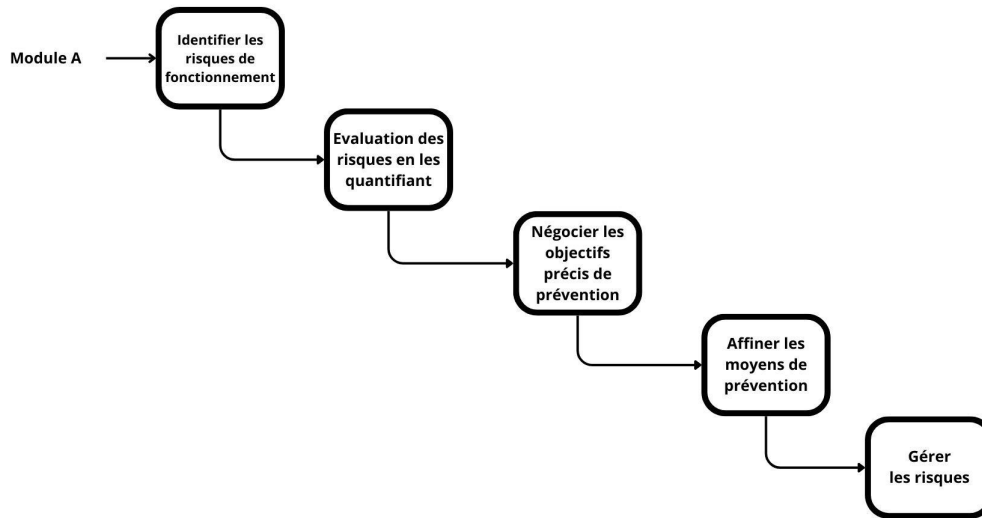 Module A
Identifier les
risques de
fonctionnement
Evaluation des
risques en les
quantifiant
Négocier les
objectifs
précis de
prévention
Affiner les
moyens de
prévention
Gérer
les risques